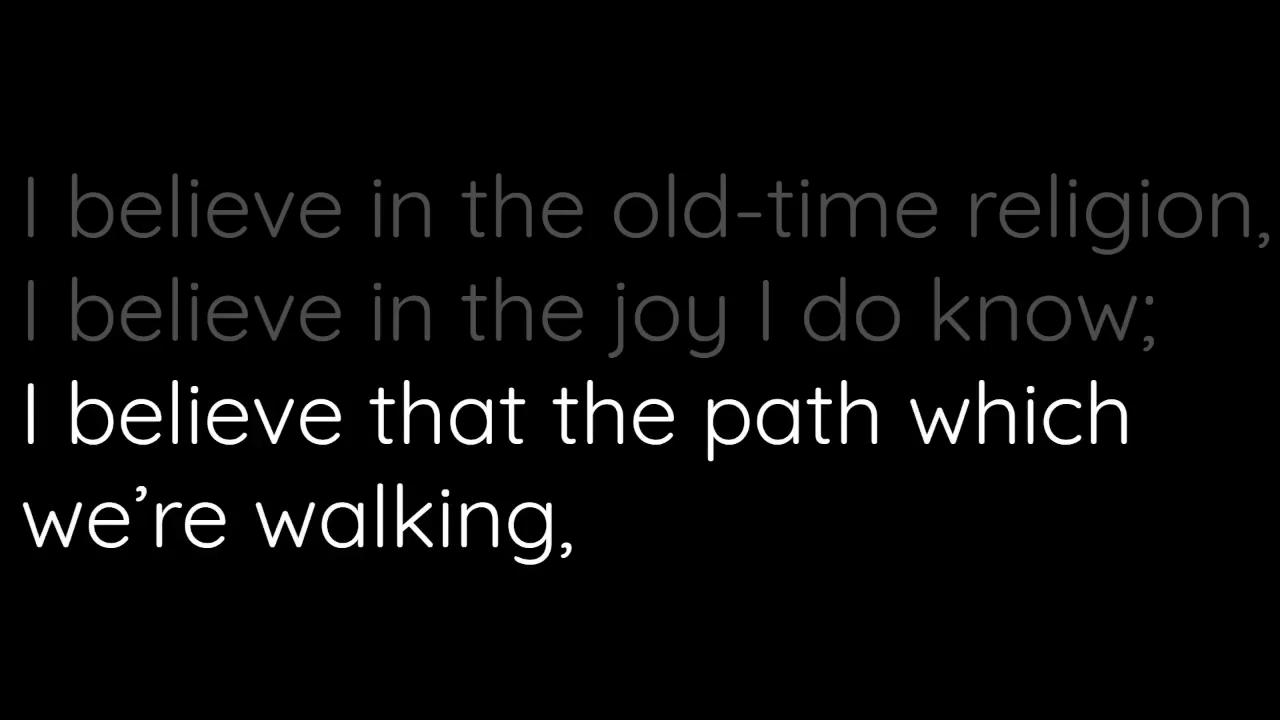 I believe in the old-time religion,
I believe in the joy I do know;
I believe that the path which
we’re walking,